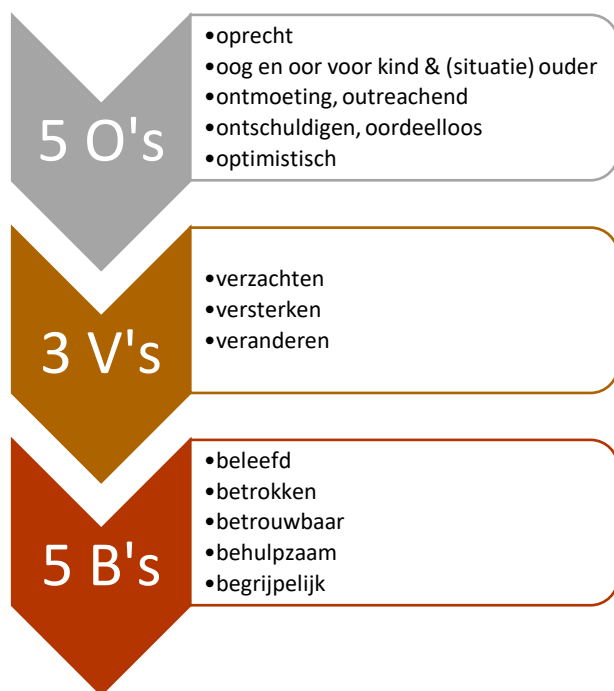 5 O's
•oprecht
•oog en oor voor kind & (situatie) ouder
•ontmoeting, outreachend
•ontschuldigen, oordeelloos
•optimistisch
3 V's
•verzachten
•versterken
•veranderen
5 B's
•beleefd
•betrokken
•betrouwbaar
•behulpzaam
•begrijpelijk